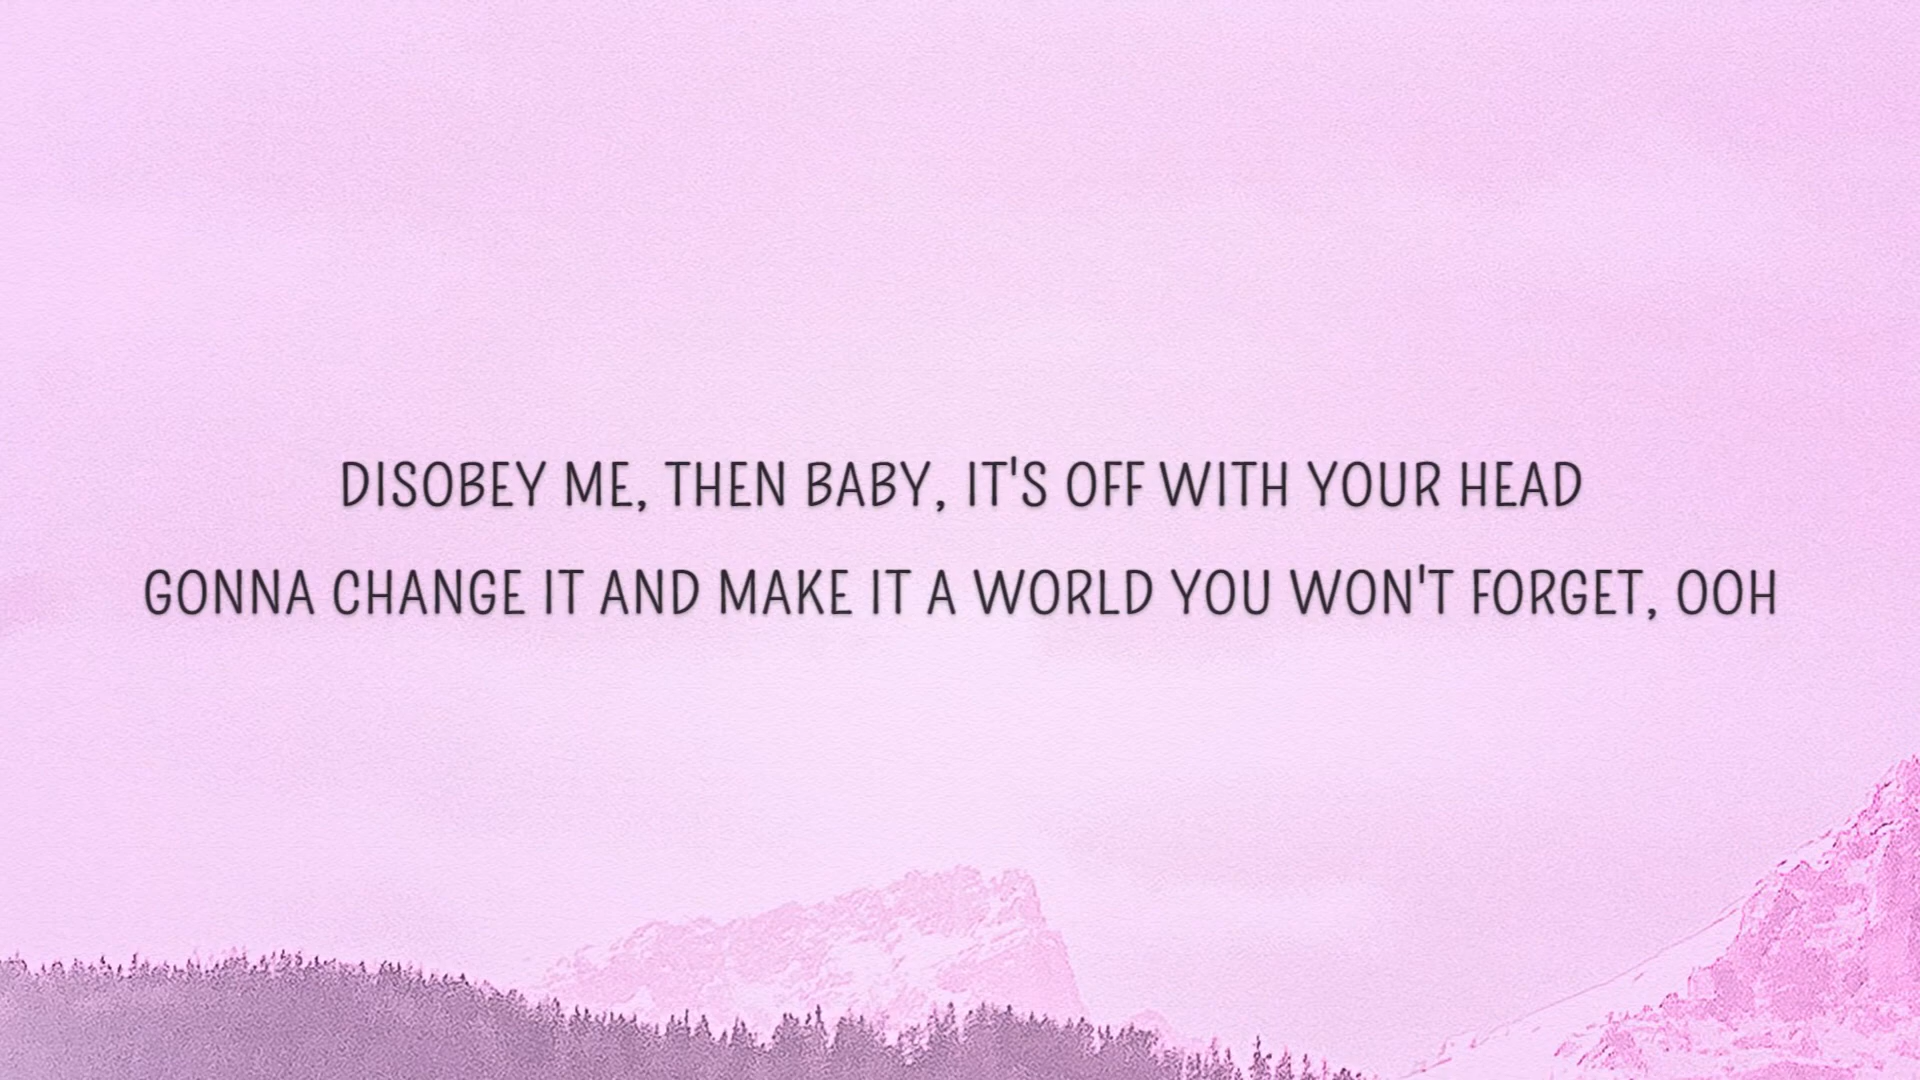 DISOBEY ME, THEN BABY, IT'S OFF WITH YOUR HEAD
GONNA CHANGE IT AND MAKE IT A WORLD YOU WON'T FORGET, OOH